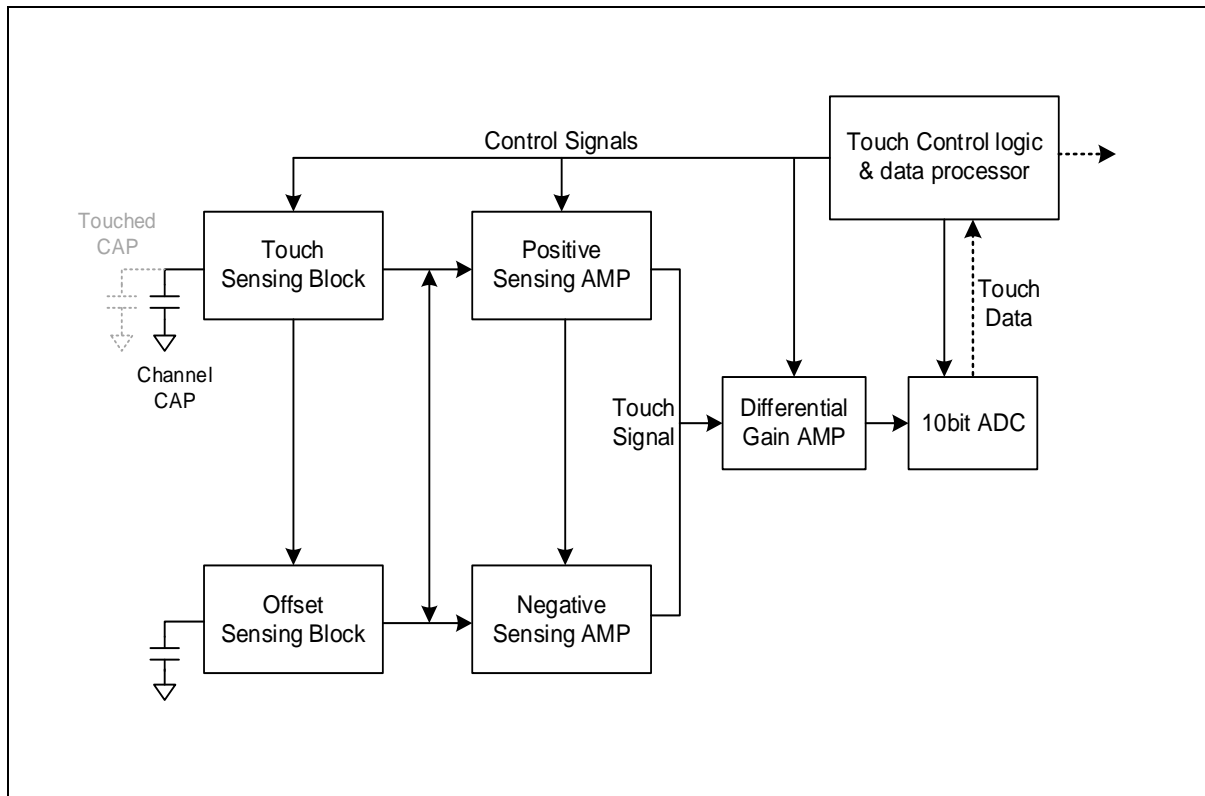 Control Signals
Touch Control logic
& data processor
Touched
CAP
Touch
Sensing Block
Positive
Sensing AMP
Touch
Data
Channel
CAP
Touch
Signal
Differential
Gain AMP
10bit ADC
Offset
Sensing Block
Negative
Sensing AMP